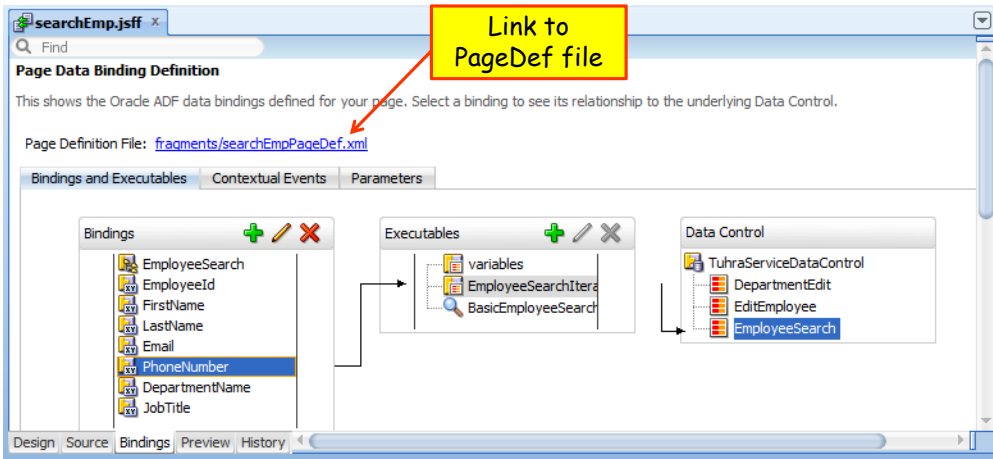 searchEmp.jsff x
Link to
PageDef file
Find
Page Data Binding Definition
This shows the Oracle ADF data bindings defined for your page. Select a binding to see its relationship to the underlying Data Control.
Page Definition File: fragments/searchEmpPageDef.xml
Bindings and Executables Contextual Events Parameters
Bindings
EmployeeSearch
EmployeeId
FirstName
LastName
Email
PhoneNumber
DepartmentName
JobTitle
Executables
variables
EmployeeSearchItera
BasicEmployeeSearch
Data Control
TuhraServiceDataControl
DepartmentEdit
EditEmployee
EmployeeSearch
Design Source Bindings Preview History